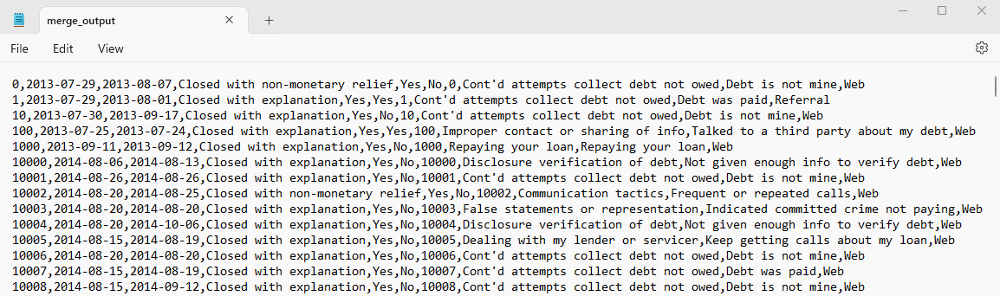 merge_output
File Edit View
0,2013-07-29,2013-08-07,Closed with non-monetary relief,Yes,No,0,Cont'd attempts collect debt not owed,Debt is not mine,Web
1,2013-07-29,2013-08-01,Closed with explanation,Yes,Yes,1,Cont'd attempts collect debt not owed,Debt was paid,Referral
10,2013-07-30,2013-09-17,Closed with explanation,Yes,No,10,Cont'd attempts collect debt not owed,Debt is not mine,Web
100,2013-07-25,2013-07-24,Closed with explanation,Yes,Yes,100,Improper contact or sharing of info,Talked to a third party about my debt,Web
1000,2013-09-11,2013-09-12,Closed with explanation,Yes,No,1000,Repaying your loan,Repaying your loan,Web
10000,2014-08-06,2014-08-13,Closed with explanation,Yes,No,10000,Disclosure verification of debt,Not given enough info to verify debt,Web
10001,2014-08-26,2014-08-26,Closed with explanation,Yes,No,10001,Cont'd attempts collect debt not owed,Debt is not mine,Web
10002,2014-08-20,2014-08-25,Closed with non-monetary relief,Yes,No,10002,Communication tactics,Frequent or repeated calls,Web
10003,2014-08-20,2014-08-20,Closed with explanation,Yes,No,10003,False statements or representation,Indicated committed crime not paying,Web
10004,2014-08-20,2014-10-06,Closed with explanation,Yes,No,10004,Disclosure verification of debt,Not given enough info to verify debt,Web
10005,2014-08-15,2014-08-19,Closed with explanation,Yes,No,10005,Dealing with my lender or servicer,Keep getting calls about my loan,Web
10006,2014-08-20,2014-08-20,Closed with explanation,Yes,No,10006,Cont'd attempts collect debt not owed,Debt is not mine,Web
10007,2014-08-15,2014-08-19,Closed with explanation,Yes,No,10007,Cont'd attempts collect debt not owed,Debt was paid,Web
10008,2014-08-15,2014-09-12,Closed with explanation,Yes,No,10008,Cont'd attempts collect debt not owed,Debt is not mine,Web